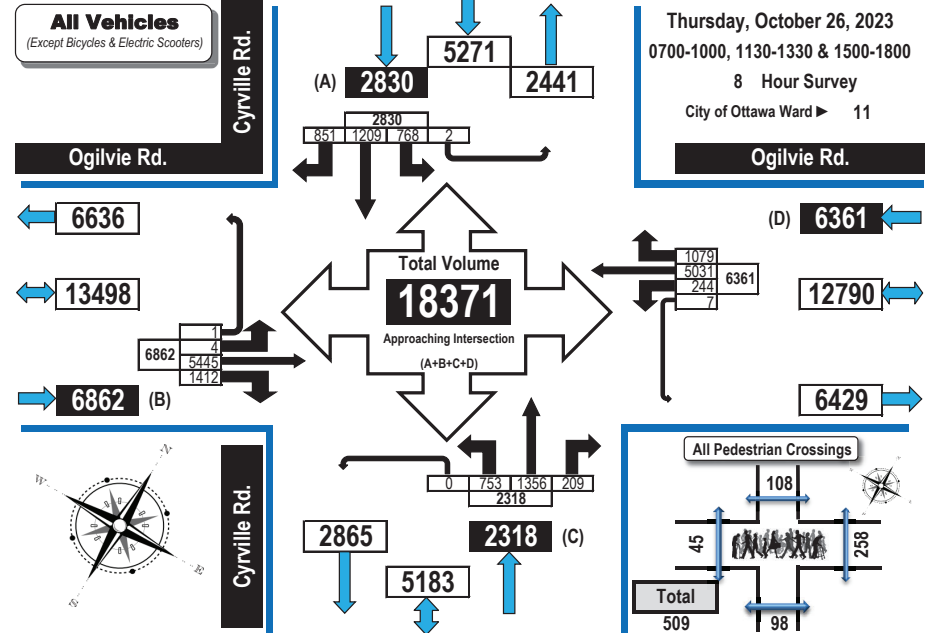 All Vehicles
(Except Bicycles & Electric Scooters)
Cyrville Rd.
Ogilvie Rd.
5271
(A) 2830
2441
2830
851 1209 768 2
Thursday, October 26, 2023
0700-1000, 1130-1330 & 1500-1800
8 Hour Survey
City of Ottawa Ward ► 11
Ogilvie Rd.
6636
13498
6862
1
4
5445
1412
6862 (B)
Total Volume
18371
Approaching Intersection
(A+B+C+D)
1079
5031
244
7
6361
(D) 6361
12790
6429
0 753 1356 209
2318
2865
2318 (C)
5183
N
W
E
S
Cyrville Rd.
All Pedestrian Crossings
108
45
258
98
Total
509